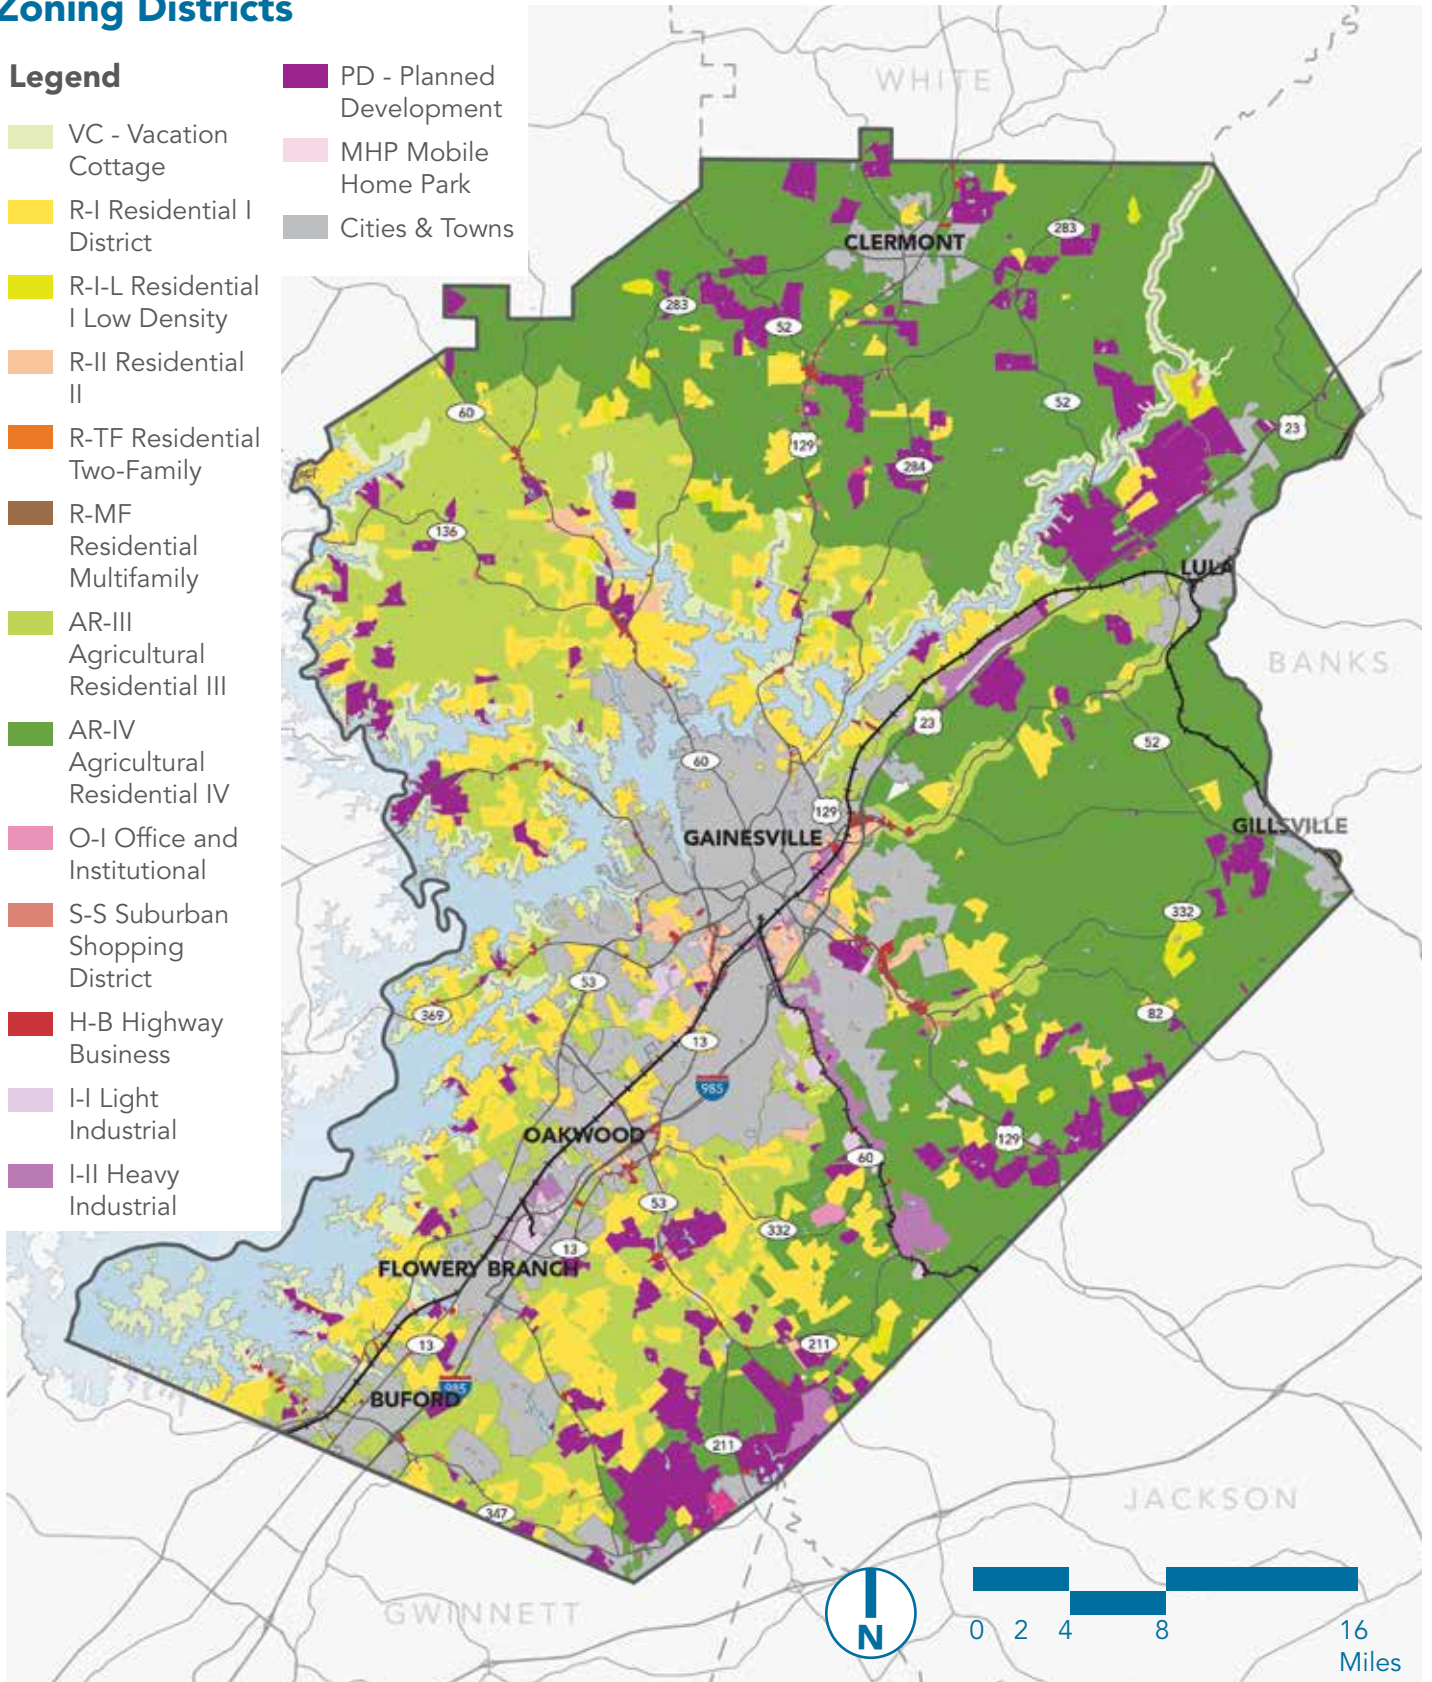 Zoning Districts
Legend
VC - Vacation
Cottage
R-I Residential I
District
R-I-L Residential
I Low Density
R-II Residential
II
R-TF Residential
Two-Family
R-MF
Residential
Multifamily
AR-III
Agricultural
Residential III
AR-IV
Agricultural
Residential IV
O-I Office and
Institutional
S-S Suburban
Shopping
District
H-B Highway
Business
I-I Light
Industrial
I-II Heavy
Industrial
PD - Planned
Development
MHP Mobile
Home Park
Cities & Towns
WHITE
283
CLERMONT
283
52
60
52
129
23
284
136
LULA
BANKS
23
52
60
129
GAINESVILLE
GILLSVILLE
332
53
369
82
13
985
OAKWOOD
129
60
53
332
13
FLOWERY BRANCH
13
211
985
BUFORD
211
347
JACKSON
GWINNETT
N
0 2 4 8 16
Miles